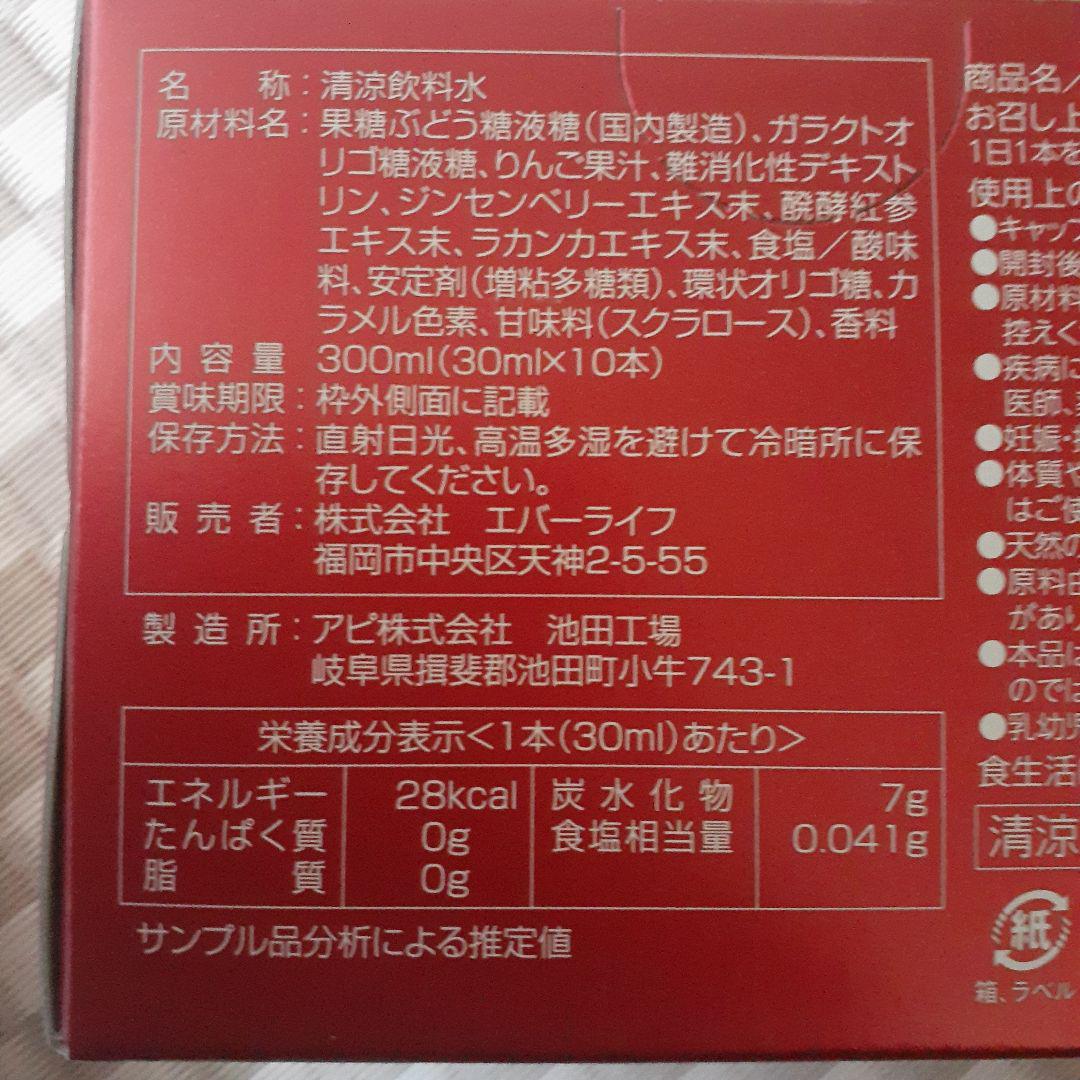 名 称：清涼飲料水
原材料名：果糖ぶどう糖液糖（国内製造）、ガラクトオ
リゴ糖液糖、りんご果汁、難消化性デキスト
リン、ジンセンベリーエキス末、醗酵紅参
エキス末、ラカンカエキス末、食塩／酸味
料、安定剤（増粘多糖類）、環状オリゴ糖、カ
ラメル色素、甘味料（スクラロース）、香料
内容量 300ml（30ml×10本）
賞味期限：枠外側面に記載
保存方法：直射日光、高温多湿を避けて冷暗所に保
存してください。
販売者：株式会社 エバーライフ
福岡市中央区天神2-5-55
製造所：アピ株式会社 池田工場
岐阜県揖斐郡池田町小牛743-1
栄養成分表示＜1本（30ml）あたり＞
エネルギー 28kcal 炭水化物 7g
たんぱく質 0g 食塩相当量 0.041g
脂質 0g
サンプル品分析による推定値
商品名／
お召し上
1日1本を
使用上の
●キャップ
●開封後
●原材料
控えく
●疾病に
医師、
●妊娠・
●体質や
はご使
●天然の
●原料由
があり
●本品は
のでは
●乳幼児
食生活
清涼
紙
箱、ラベル